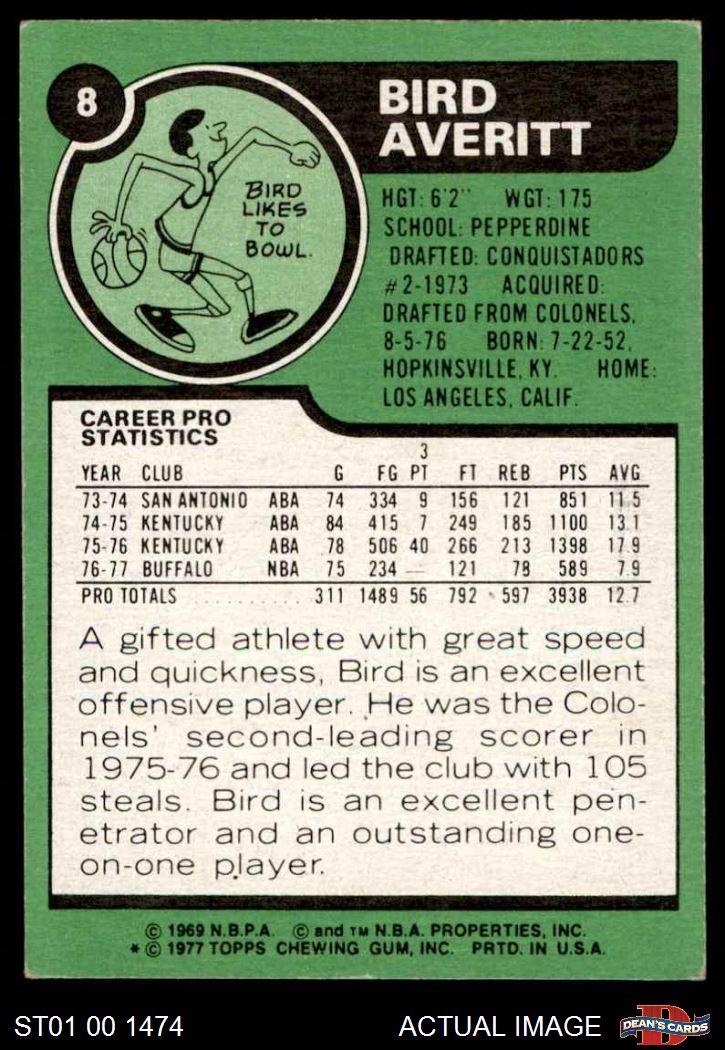 8
BIRD
AVERITT
BIRD
LIKES
TO
BOWL.
HGT: 6'2" WGT: 175
SCHOOL: PEPPERDINE
DRAFTED: CONQUISTADORS
#2-1973 ACQUIRED:
DRAFTED FROM COLONELS,
8-5-76 BORN: 7-22-52,
HOPKINSVILLE, KY. HOME:
LOS ANGELES, CALIF.
CAREER PRO
STATISTICS
3
YEAR CLUB G FG PT FT REB PTS AVG
73-74 SAN ANTONIO ABA 74 334 9 156 121 851 11.5
74-75 KENTUCKY ABA 84 415 7 249 185 1100 13.1
75-76 KENTUCKY ABA 78 506 40 266 213 1398 17.9
76-77 BUFFALO NBA 75 234 — 121 78 589 7.9
PRO TOTALS .......... 311 1489 56 792 597 3938 12.7
A gifted athlete with great speed
and quickness, Bird is an excellent
offensive player. He was the Colo-
nels' second-leading scorer in
1975-76 and led the club with 105
steals. Bird is an excellent pen-
etrator and an outstanding one-
on-one player.
© 1969 N.B.P.A. © and TM N.B.A. PROPERTIES, INC.
* © 1977 TOPPS CHEWING GUM, INC. PRTD. IN U.S.A.
ST01 00 1474 ACTUAL IMAGE D DEAN'S CARDS